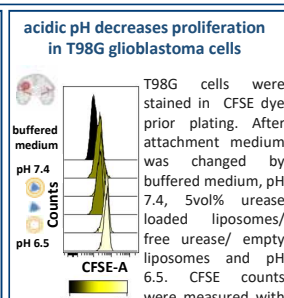 acidic pH decreases proliferation
in T98G glioblastoma cells
buffered
medium
pH 7.4
pH 6.5
Counts
CFSE-A
T98G cells were
stained in CFSE dye
prior plating. After
attachment medium
was changed by
buffered medium, pH
7.4, 5vol% urease
loaded liposomes/
free urease/ empty
liposomes and pH
6.5. CFSE counts
were measured with